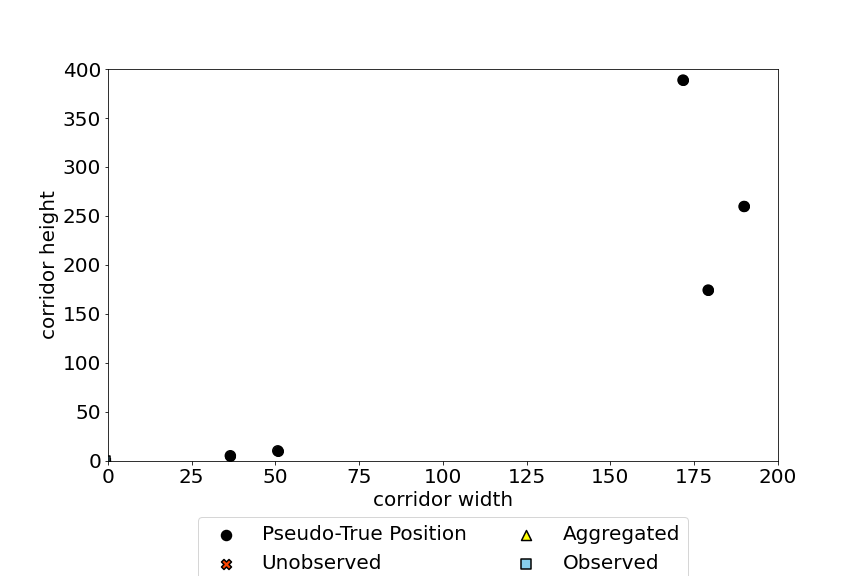 400
350
300
250
200
150
100
50
0
corridor height
0 25 50 75 100 125 150 175 200
corridor width
Pseudo-True Position Aggregated
Unobserved Observed